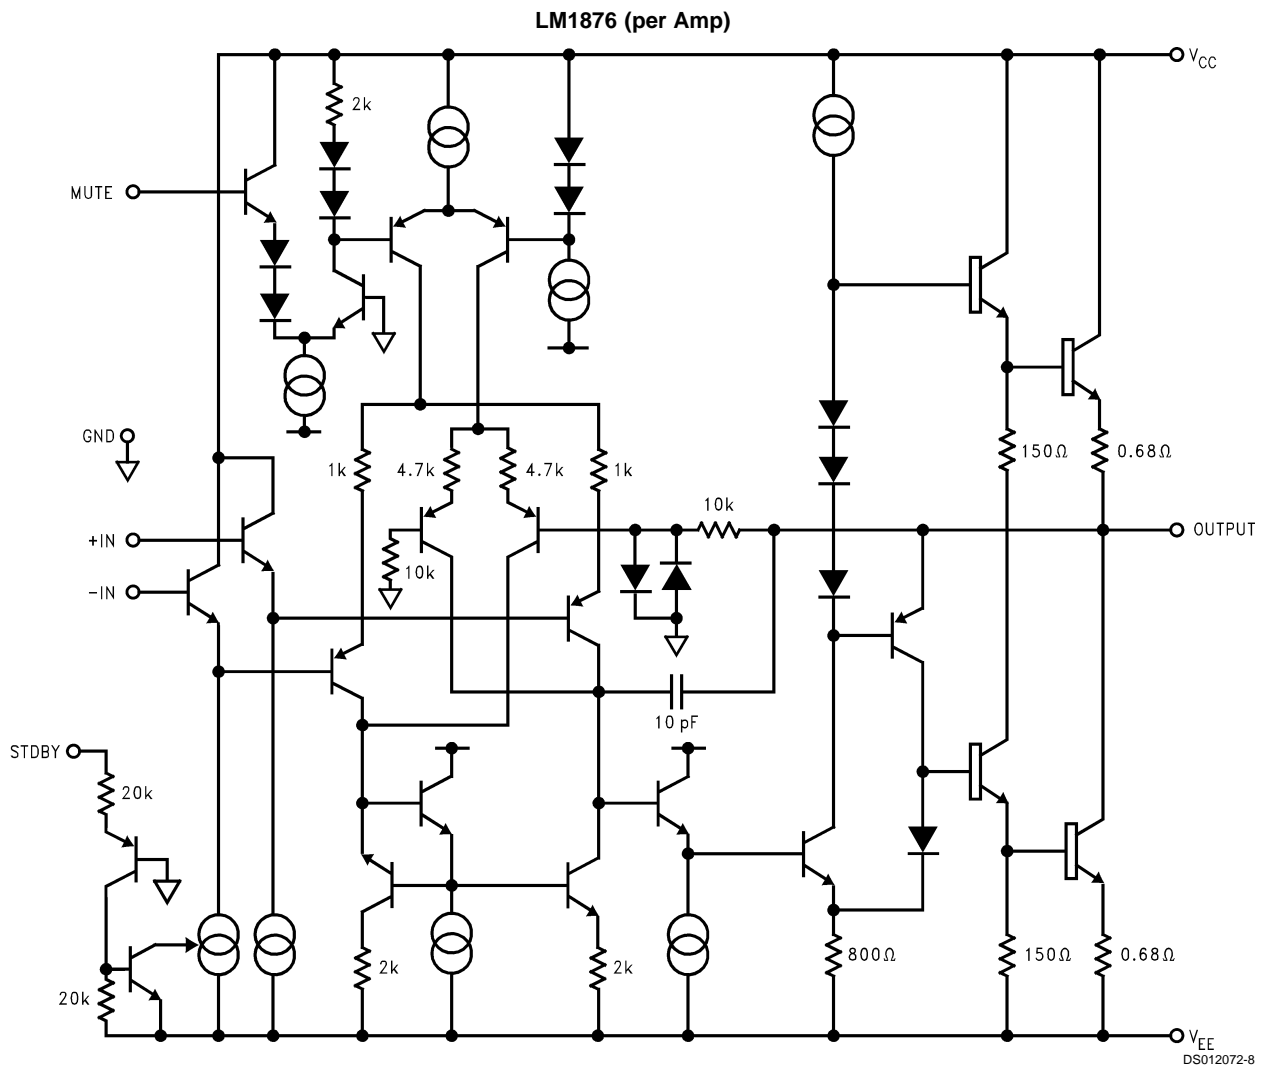 LM1876 (per Amp)
VCC
2k
MUTE
GND
1k
4.7k
4.7k
1k
150Ω
0.68Ω
10k
+IN
OUTPUT
10k
−IN
10 pF
STDBY
20k
2k
2k
800Ω
150Ω
0.68Ω
20k
VEE
DS012072-8